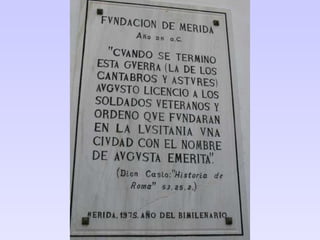 FVNDACION DE MERIDA
Año 25 a.C.
"CVANDO SE TERMINO
ESTA GVERRA (LA DE LOS
CANTABROS Y ASTVRES)
AVGVSTO LICENCIO A LOS
SOLDADOS VETERANOS Y
ORDENO QVE FVNDARAN
EN LA LVSITANIA VNA
CIVDAD CON EL NOMBRE
DE AVGVSTA EMERITA".
(Dion Casio: "Historia de
Roma" 53.25.2.)
MERIDA, 1975. AÑO DEL BIMILENARIO